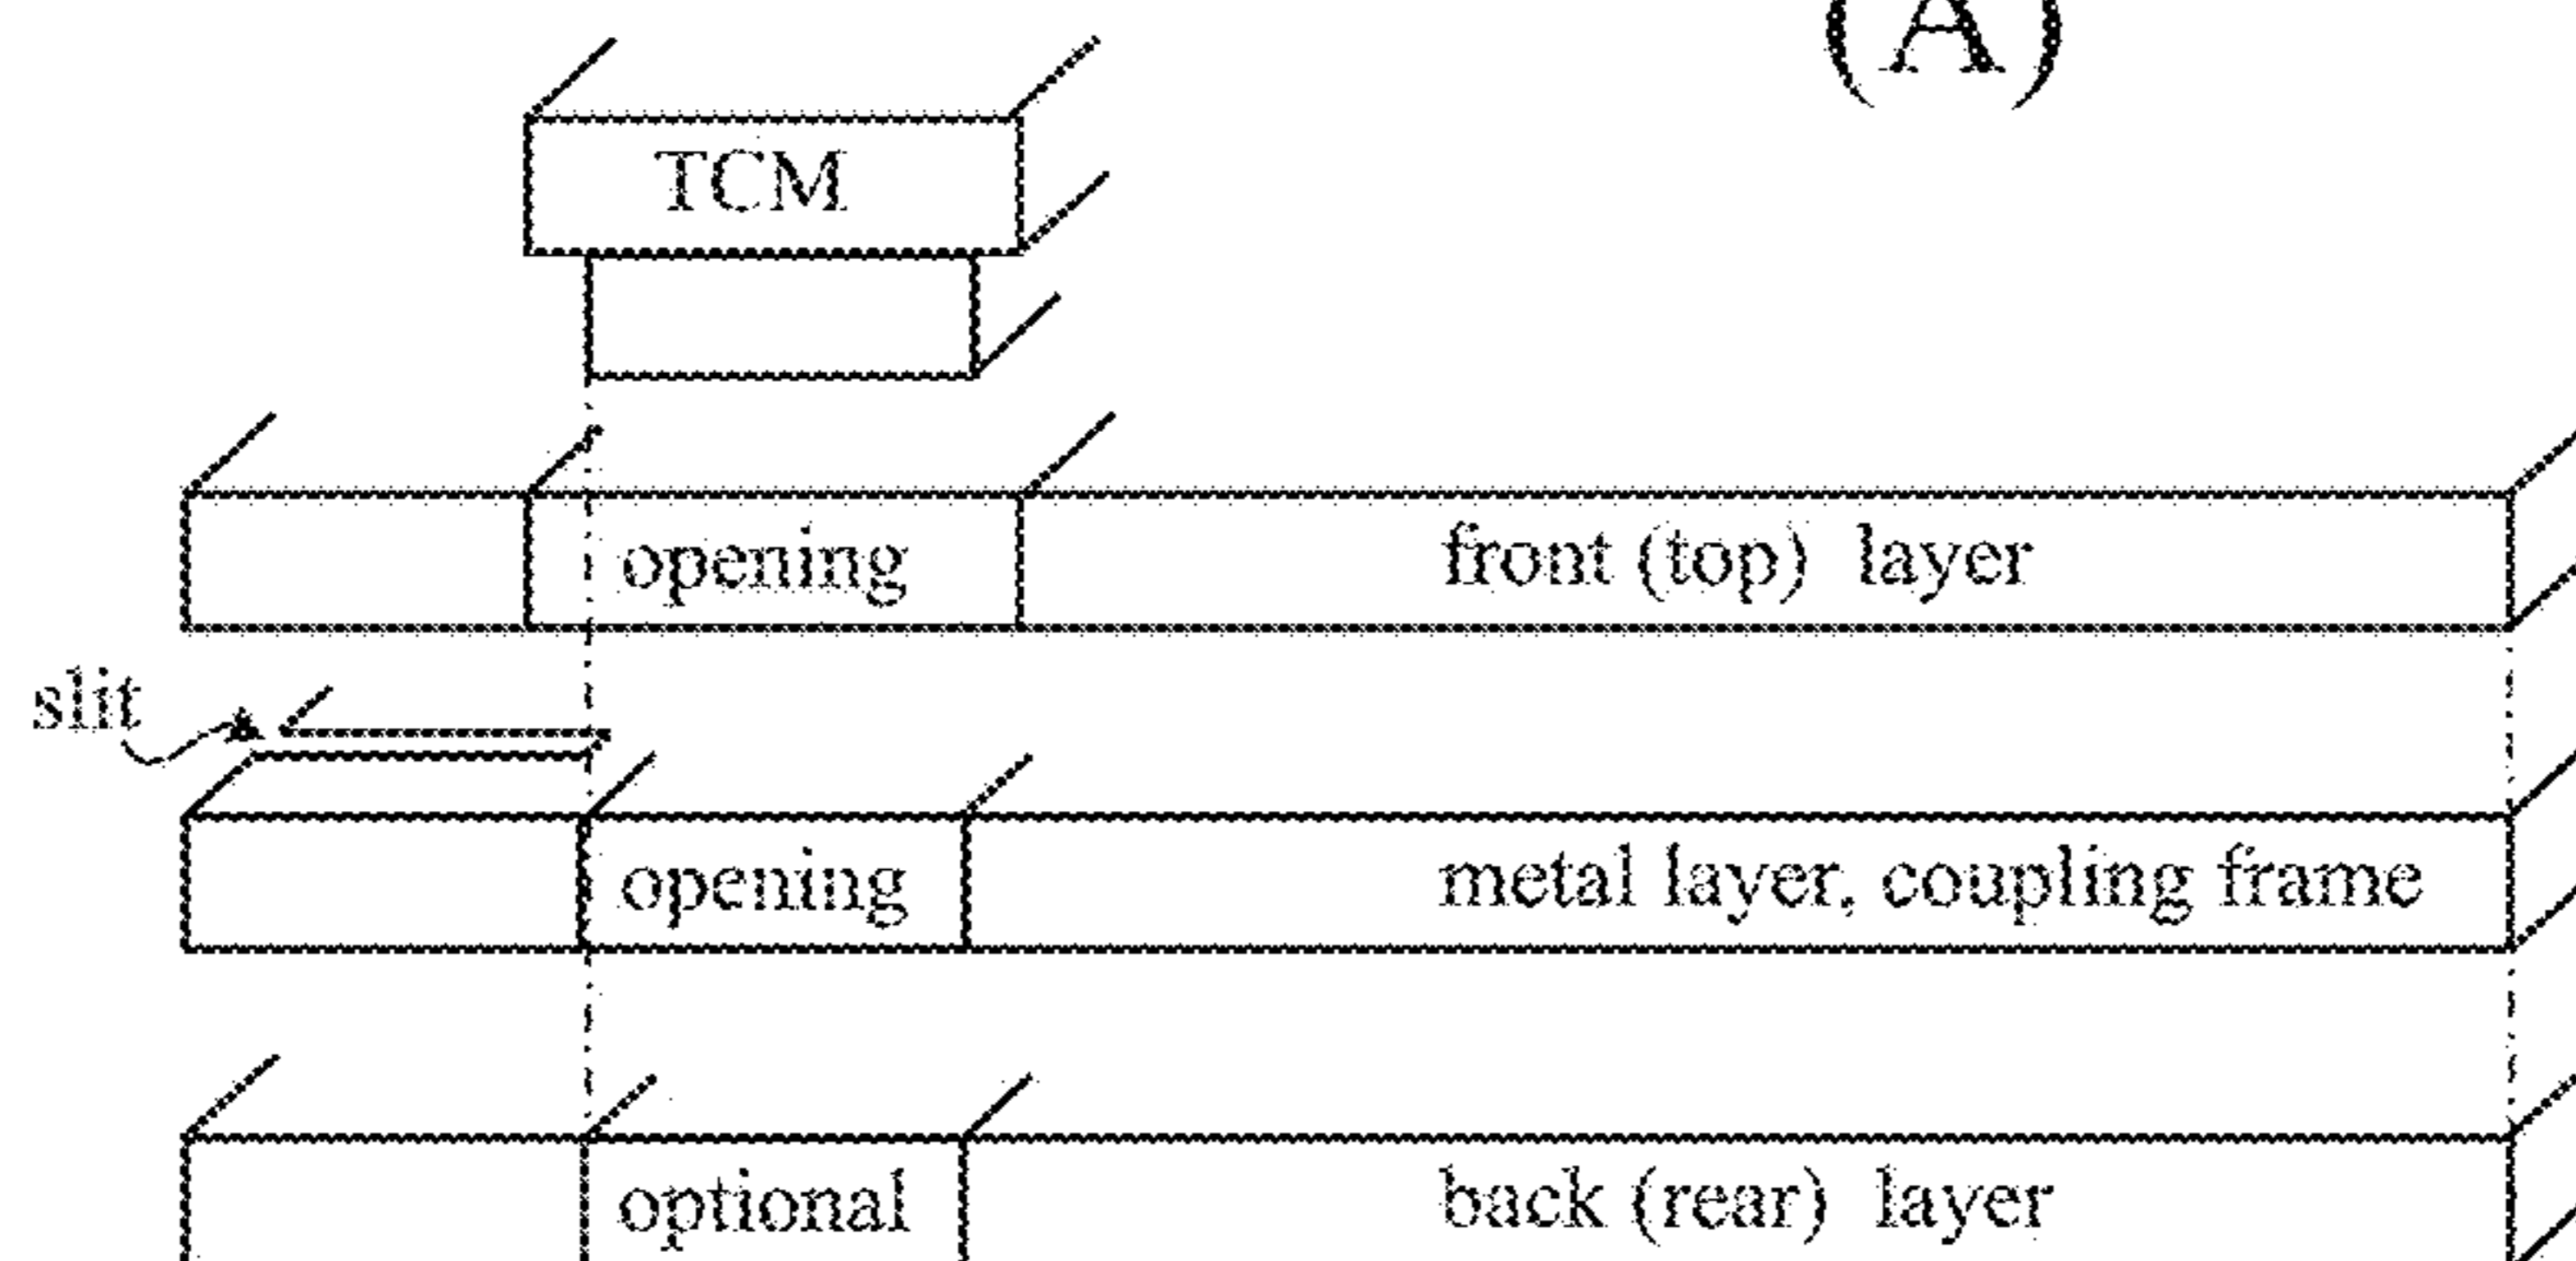 (A)
TCM
opening front (top) layer
slit
opening metal layer, coupling frame
optional back (rear) layer